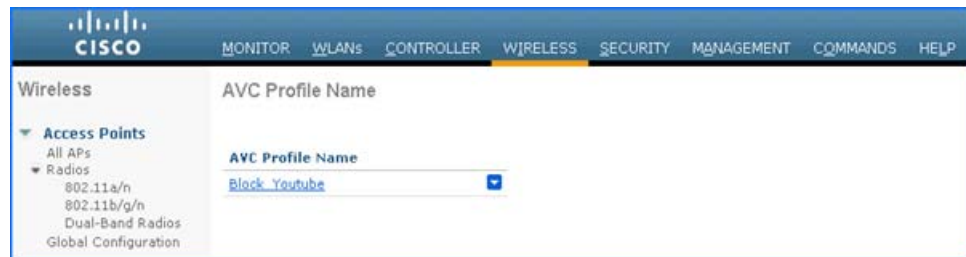 CISCO
MONITOR WLANs CONTROLLER WIRELESS SECURITY MANAGEMENT COMMANDS HELP
Wireless
Access Points
All APs
Radios
802.11a/n
802.11b/g/n
Dual-Band Radios
Global Configuration
AVC Profile Name
AVC Profile Name
Block_Youtube